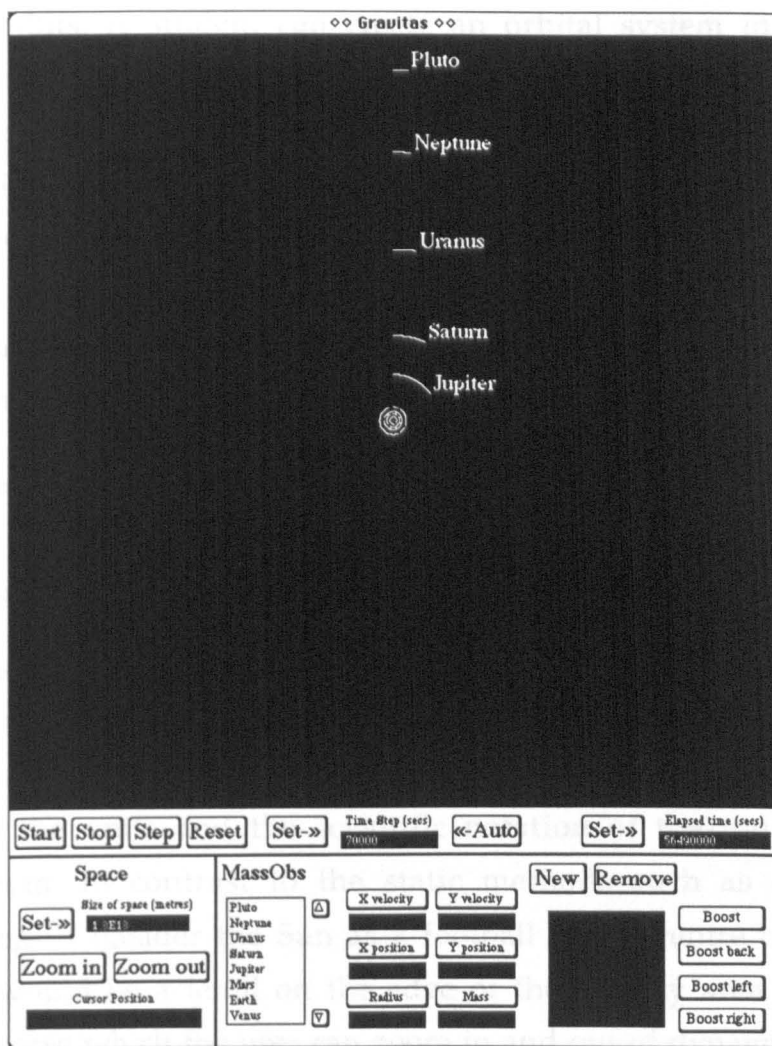 ◇◇ Gravitas ◇◇
Pluto
Neptune
Uranus
Saturn
Jupiter
Start Stop Step Reset Set-» Time Step (secs) «-Auto Set-» Elapsed time (secs)
70000 56490000
Space MassObs New Remove
Size of space (metres)
Set-»
Zoom in Zoom out
Cursor Position
Pluto
Neptune
Uranus
Saturn
Jupiter
Mars
Earth
Venus
X velocity Y velocity
X position Y position
Radius Mass
Boost
Boost back
Boost left
Boost right